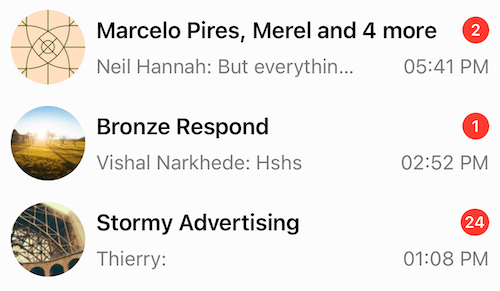 Marcelo Pires, Merel and 4 more 2
Neil Hannah: But everythin... 05:41 PM
Bronze Respond 1
Vishal Narkhede: Hshs 02:52 PM
Stormy Advertising 24
Thierry: 01:08 PM